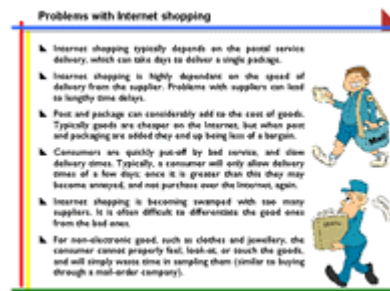 Problems with Internet shopping
Internet shopping typically depends on the postal service
delivery, which can take days to deliver a single package.
Internet shopping is highly dependant on the speed of
delivery from the supplier. Problems with suppliers can lead
to lengthy time delays.
Post and package can considerably add to the cost of goods.
Typically goods are cheaper on the Internet, but when post
and packaging are added they end up being less of a bargain.
Consumers are quickly put-off by bad service, and slow
delivery times. Typically, a consumer will only allow delivery
times of a few days; once it is greater than this they may
become annoyed, and not purchase over the Internet, again.
Internet shopping is becoming swamped with too many
suppliers. It is often difficult to differentiate the good ones
from the bad ones.
For non-electronic good, such as clothes and jewellery, the
consumer cannot properly feel, look-at, or touch the goods,
and will simply waste time in sampling them (similar to buying
through a mail-order company).